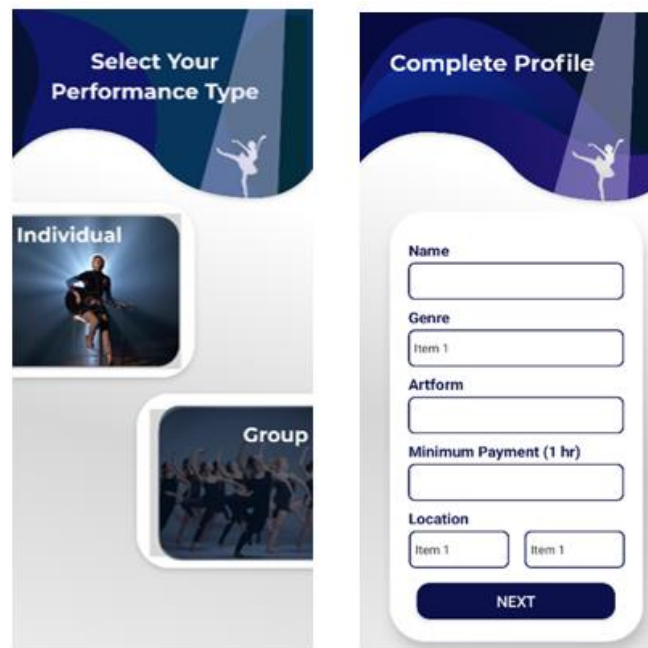 Select Your
Performance Type
Individual
Group
Complete Profile
Name
Genre
Item 1
Artform
Minimum Payment (1 hr)
Location
Item 1 Item 1
NEXT